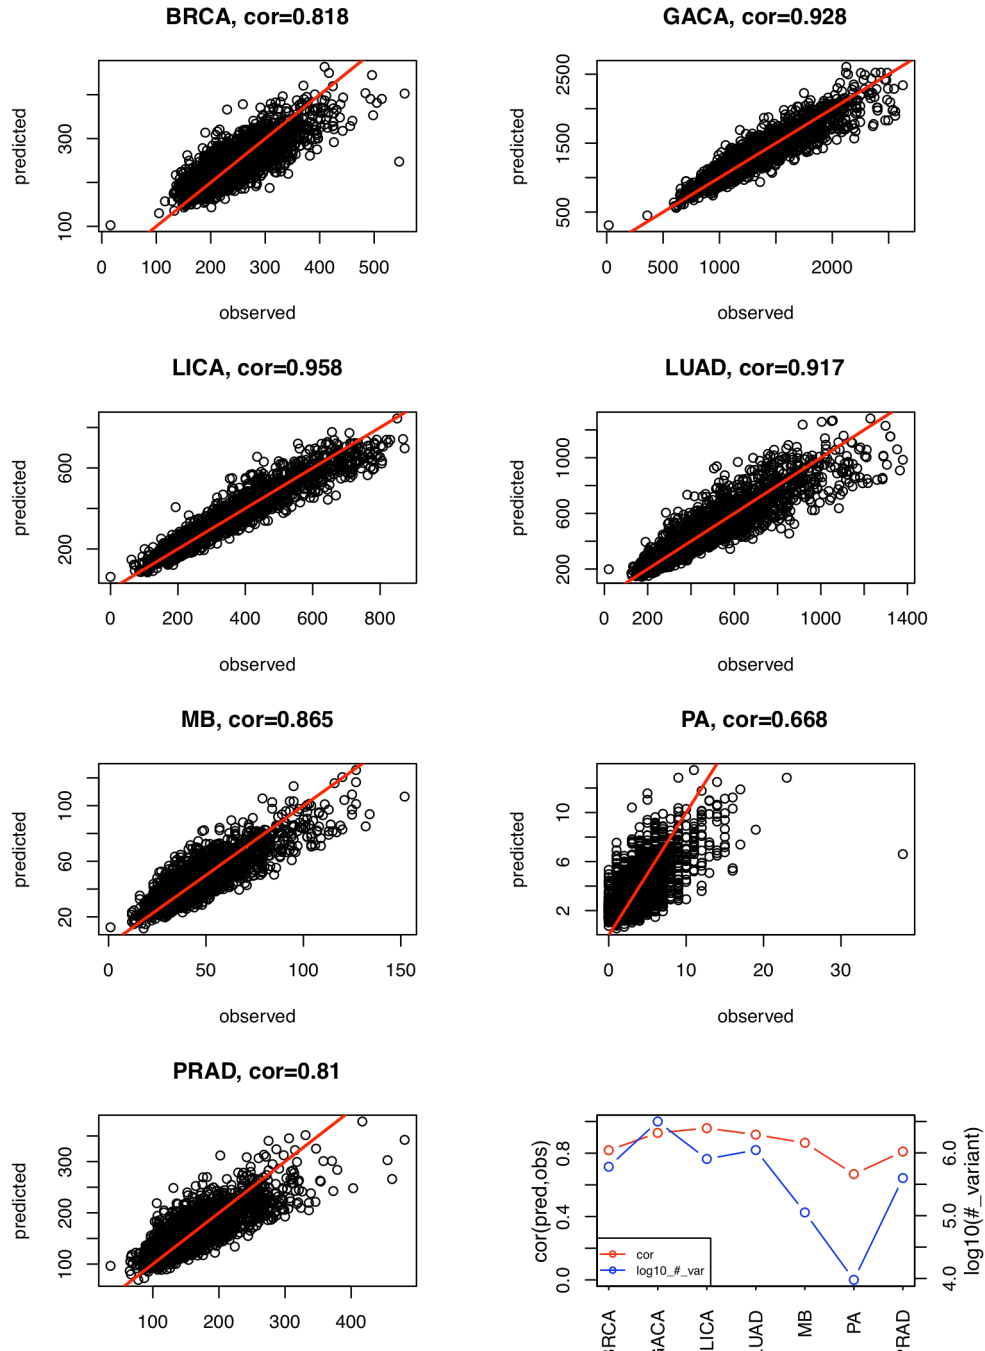 BRCA, cor=0.818
predicted
100 300
0 100 200 300 400 500
observed
GACA, cor=0.928
predicted
500 1500 2500
0 500 1000 2000
observed
LICA, cor=0.958
predicted
200 600
0 200 400 600 800
observed
LUAD, cor=0.917
predicted
200 600 1000
0 200 600 1000 1400
observed
MB, cor=0.865
predicted
20 60 100
0 50 100 150
observed
PA, cor=0.668
predicted
2 6 10
0 10 20 30
observed
PRAD, cor=0.81
predicted
100 200 300
100 200 300 400
cor(pred,obs)
0.0 0.4 0.8
cor
log10_#_var
4.0 5.0 6.0
log10(#_variant)
BRCA GACA LICA LUAD MB PA PRAD